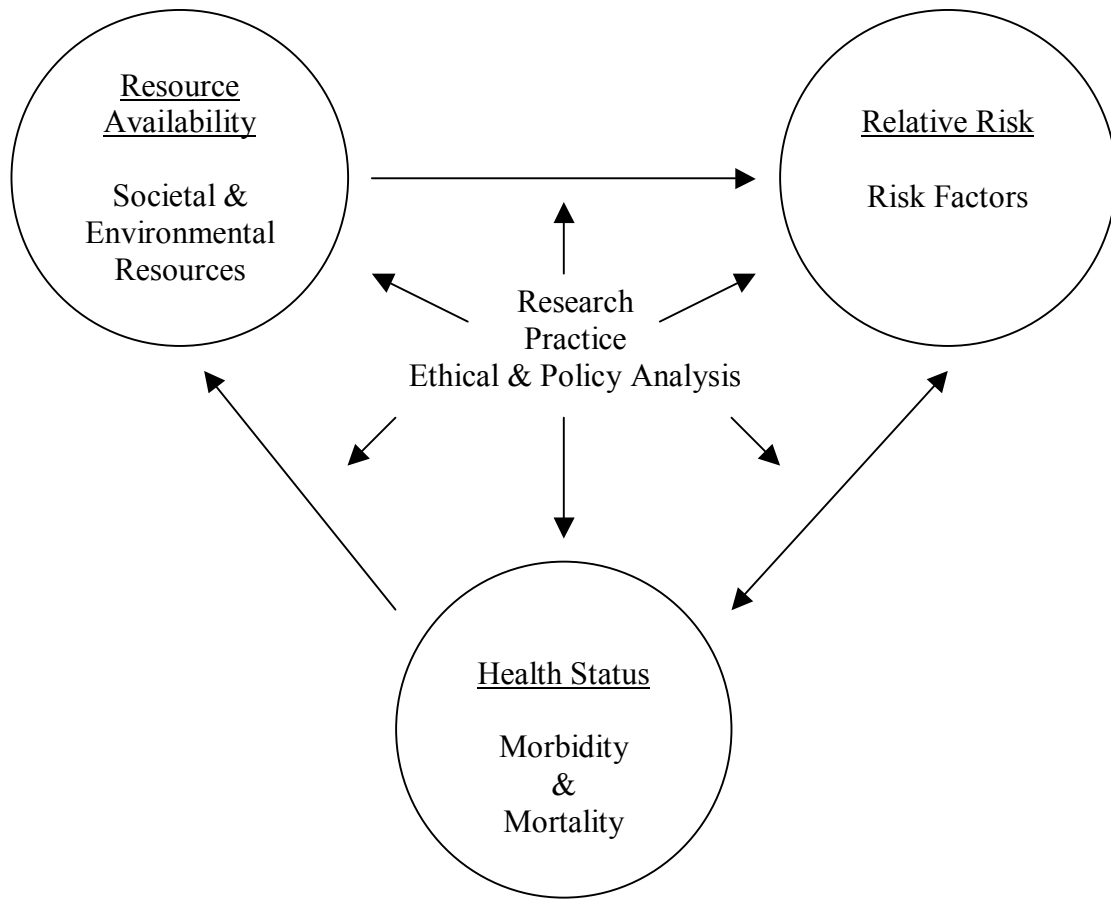 Resource
Availability
Societal &
Environmental
Resources
Relative Risk
Risk Factors
Research
Practice
Ethical & Policy Analysis
Health Status
Morbidity
&
Mortality